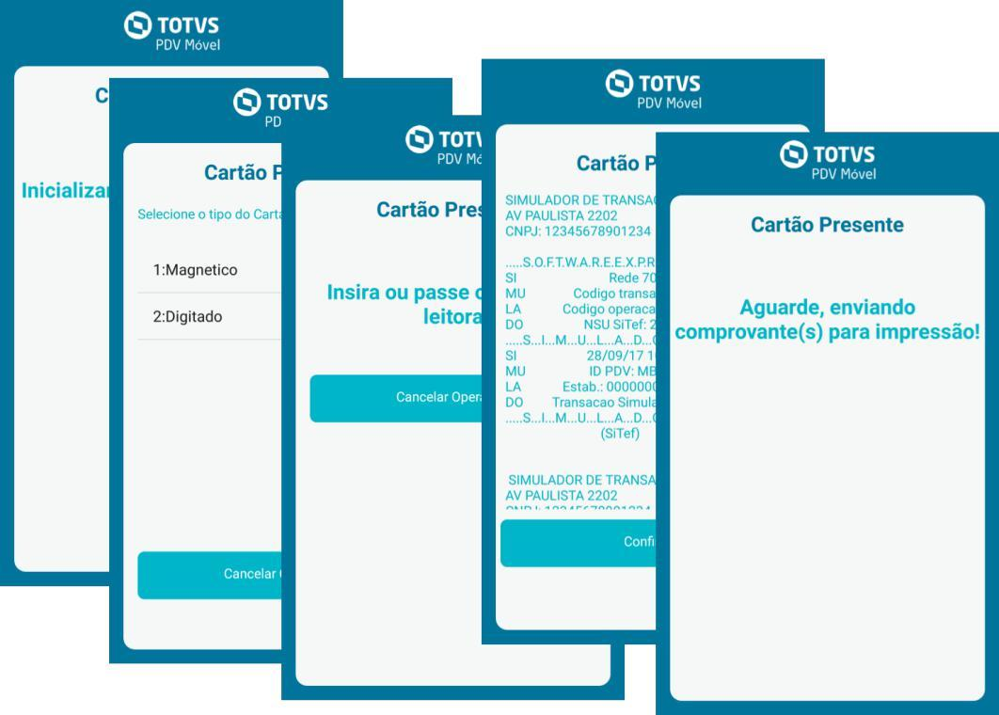 TOTVS
PDV Móvel
C
Inicializar
TOTVS
PD
Cartão P
Selecione o tipo do Carta
1:Magnetico
2:Digitado
Cancelar
TOTV
PDV Mó
Cartão Pres
Insira ou passe o
leitora
Cancelar Opera
TOTVS
PDV Móvel
Cartão P
SIMULADOR DE TRANSAC
AV PAULISTA 2202
CNPJ: 12345678901234
.....S.O.F.T.W.A.R.E.E.X.P.R
SI Rede 70
MU Codigo transa
LA Codigo operaca
DO NSU SiTef: 2
.....S...I...M...U...L...A...D...O
SI 28/09/17 1
MU ID PDV: MB
LA Estab.: 0000000
DO Transacao Simula
.....S...I...M...U...L...A...D...O
(SiTef)
SIMULADOR DE TRANSA
AV PAULISTA 2202
CNPJ: 12345678901234
Confi
TOTVS
PDV Móvel
Cartão Presente
Aguarde, enviando
comprovante(s) para impressão!